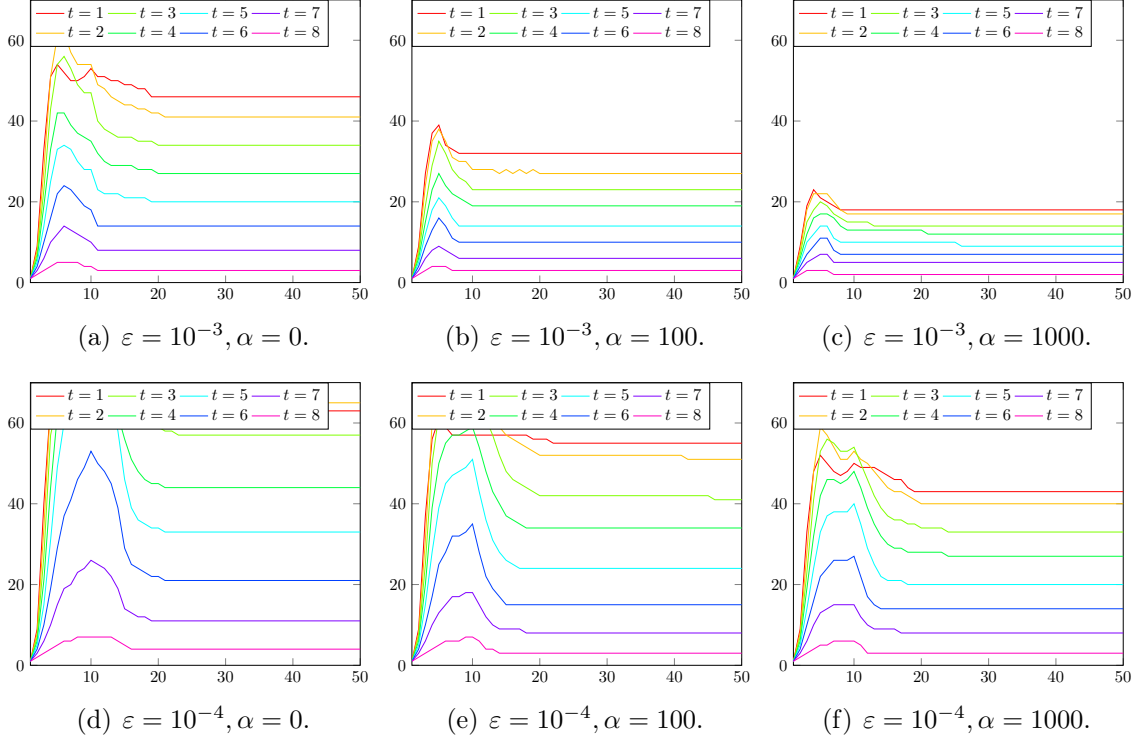 t = 1 t = 3 t = 5 t = 7
t = 2 t = 4 t = 6 t = 8
60
40
20
0
10 20 30 40 50
(a) ε = 10⁻³, α = 0.
t = 1 t = 3 t = 5 t = 7
t = 2 t = 4 t = 6 t = 8
60
40
20
0
10 20 30 40 50
(b) ε = 10⁻³, α = 100.
t = 1 t = 3 t = 5 t = 7
t = 2 t = 4 t = 6 t = 8
60
40
20
0
10 20 30 40 50
(c) ε = 10⁻³, α = 1000.
t = 1 t = 3 t = 5 t = 7
t = 2 t = 4 t = 6 t = 8
60
40
20
0
10 20 30 40 50
(d) ε = 10⁻⁴, α = 0.
t = 1 t = 3 t = 5 t = 7
t = 2 t = 4 t = 6 t = 8
60
40
20
0
10 20 30 40 50
(e) ε = 10⁻⁴, α = 100.
t = 1 t = 3 t = 5 t = 7
t = 2 t = 4 t = 6 t = 8
60
40
20
0
10 20 30 40 50
(f) ε = 10⁻⁴, α = 1000.